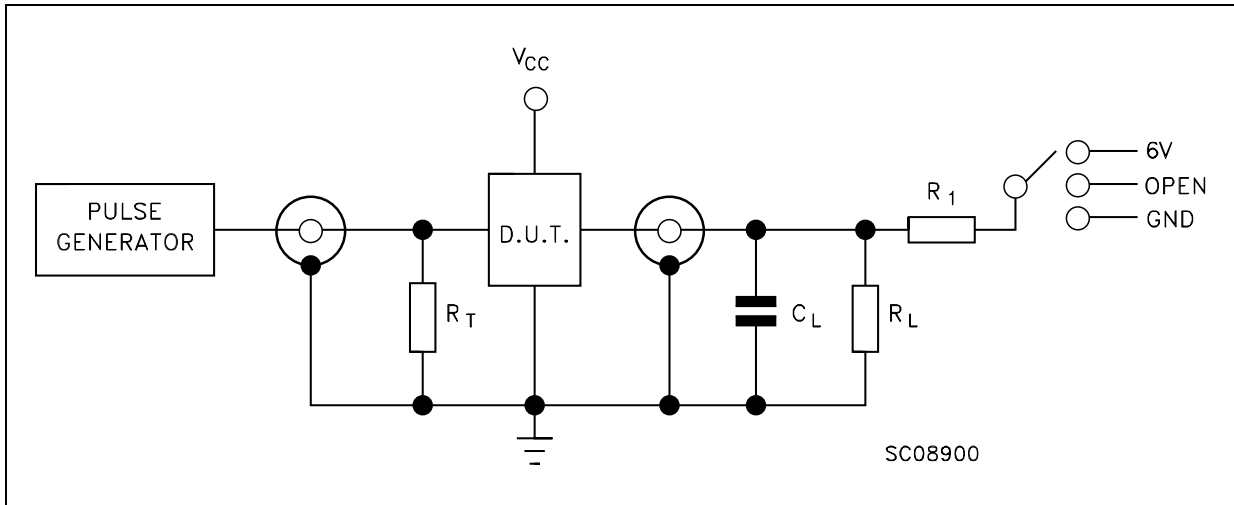 VCC
PULSE
GENERATOR
RT
D.U.T.
CL
RL
R1
6V
OPEN
GND
SC08900